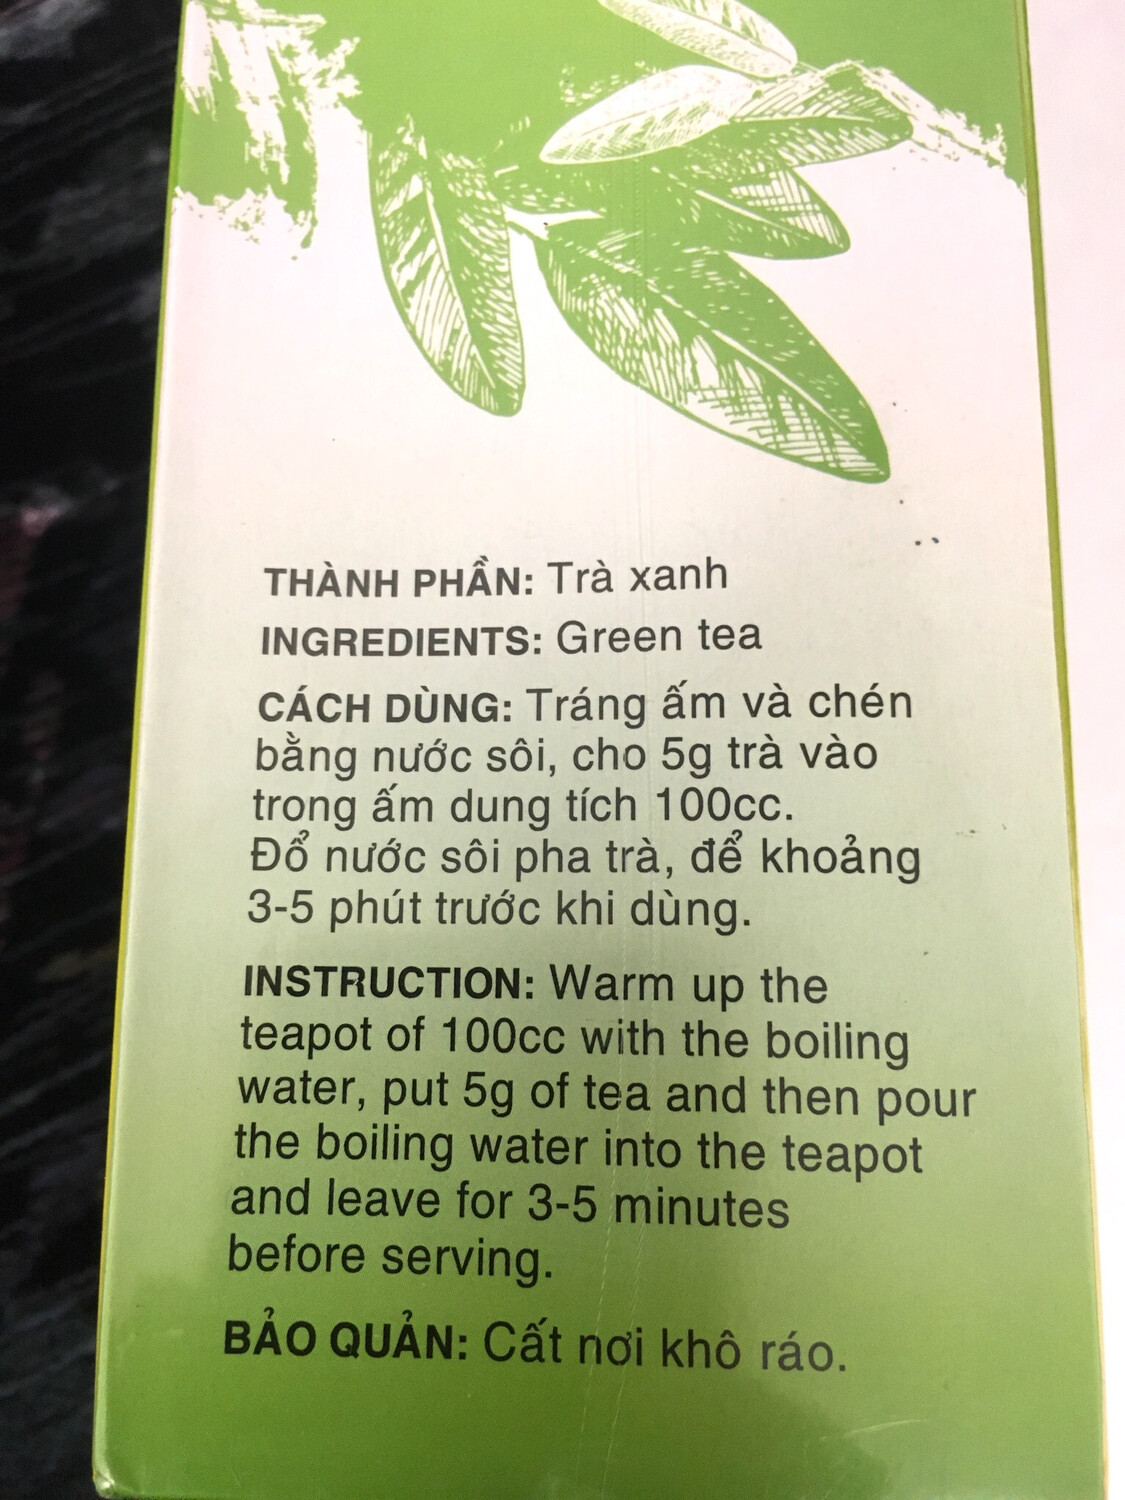 THÀNH PHẦN: Trà xanh
INGREDIENTS: Green tea
CÁCH DÙNG: Tráng ấm và chén
bằng nước sôi, cho 5g trà vào
trong ấm dung tích 100cc.
Đổ nước sôi pha trà, để khoảng
3-5 phút trước khi dùng.
INSTRUCTION: Warm up the
teapot of 100cc with the boiling
water, put 5g of tea and then pour
the boiling water into the teapot
and leave for 3-5 minutes
before serving.
BẢO QUẢN: Cất nơi khô ráo.